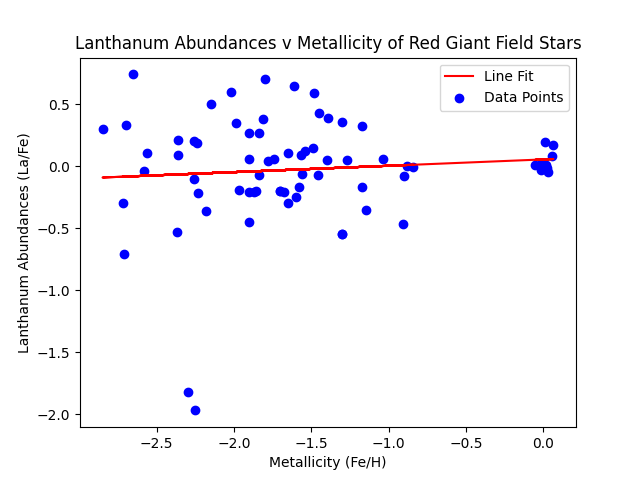 Lanthanum Abundances v Metallicity of Red Giant Field Stars
Line Fit
Data Points
Lanthanum Abundances (La/Fe)
0.5
0.0
−0.5
−1.0
−1.5
−2.0
−2.5
−2.0
−1.5
−1.0
−0.5
0.0
Metallicity (Fe/H)